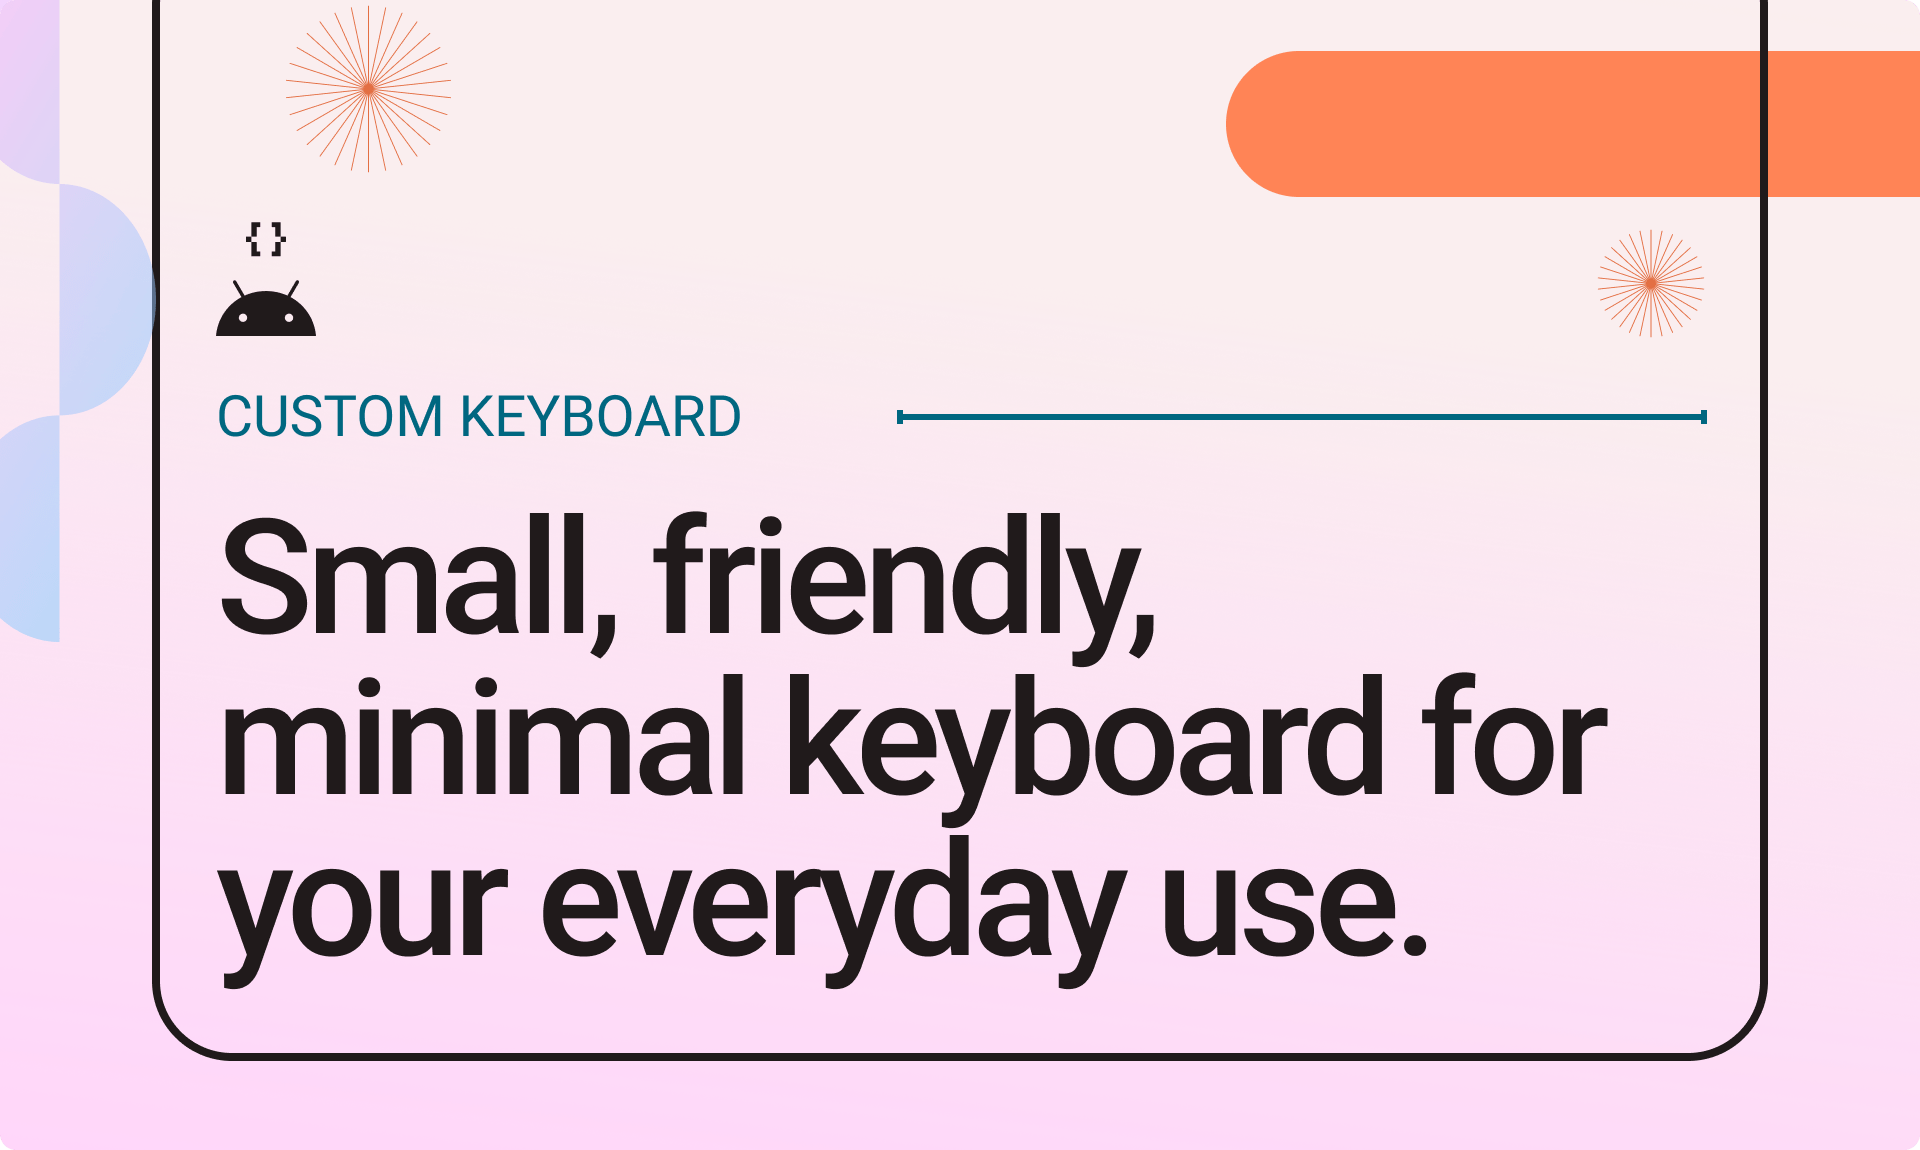 { }
CUSTOM KEYBOARD
Small, friendly,
minimal keyboard for
your everyday use.